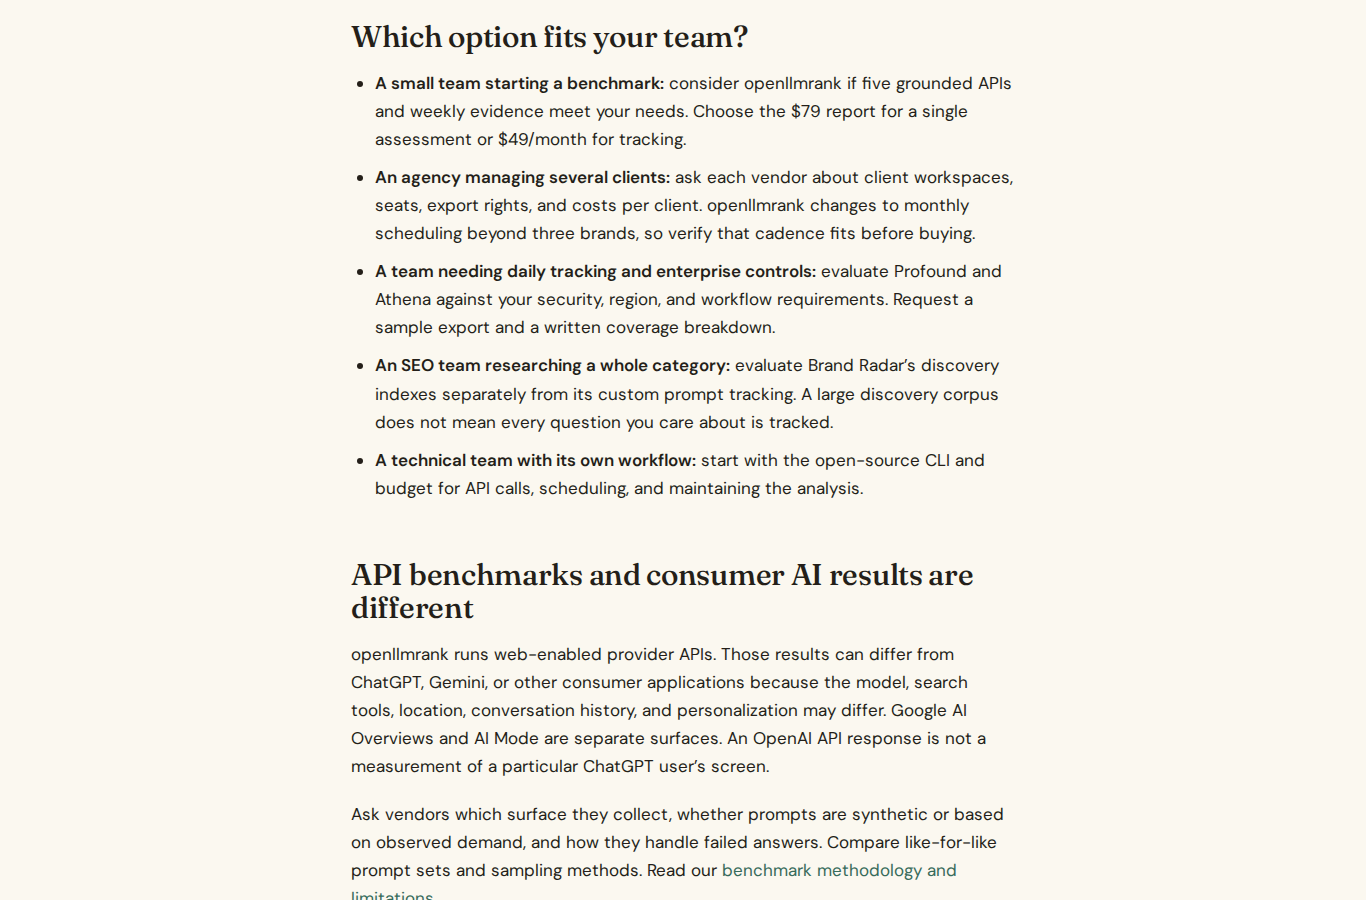 Which option fits your team?
A small team starting a benchmark: consider openllmrank if five grounded APIs
and weekly evidence meet your needs. Choose the $79 report for a single
assessment or $49/month for tracking.
An agency managing several clients: ask each vendor about client workspaces,
seats, export rights, and costs per client. openllmrank changes to monthly
scheduling beyond three brands, so verify that cadence fits before buying.
A team needing daily tracking and enterprise controls: evaluate Profound and
Athena against your security, region, and workflow requirements. Request a
sample export and a written coverage breakdown.
An SEO team researching a whole category: evaluate Brand Radar’s discovery
indexes separately from its custom prompt tracking. A large discovery corpus
does not mean every question you care about is tracked.
A technical team with its own workflow: start with the open-source CLI and
budget for API calls, scheduling, and maintaining the analysis.
API benchmarks and consumer AI results are
different
openllmrank runs web-enabled provider APIs. Those results can differ from
ChatGPT, Gemini, or other consumer applications because the model, search
tools, location, conversation history, and personalization may differ. Google AI
Overviews and AI Mode are separate surfaces. An OpenAI API response is not a
measurement of a particular ChatGPT user’s screen.
Ask vendors which surface they collect, whether prompts are synthetic or based
on observed demand, and how they handle failed answers. Compare like-for-like
prompt sets and sampling methods. Read our benchmark methodology and
limitations.